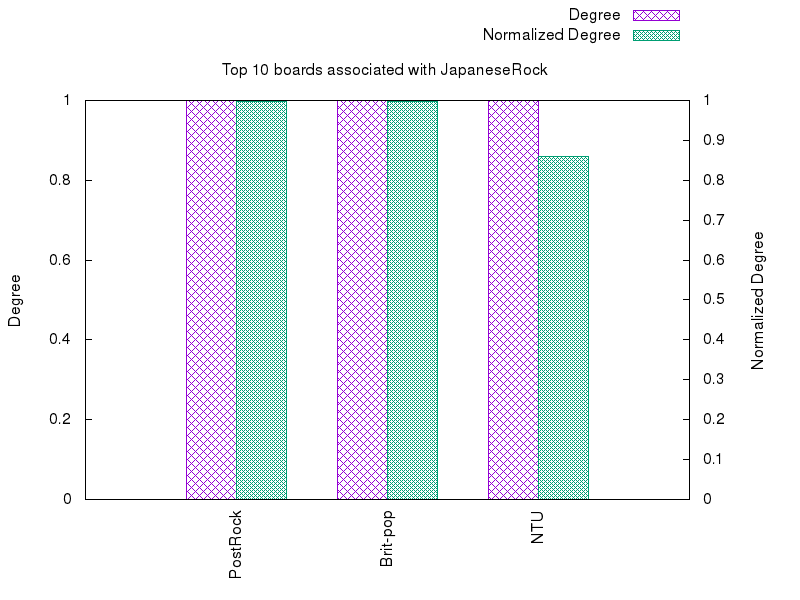 Degree
Normalized Degree
Top 10 boards associated with JapaneseRock
1
0.8
0.6
0.4
0.2
0
Degree
1
0.9
0.8
0.7
0.6
0.5
0.4
0.3
0.2
0.1
0
Normalized Degree
PostRock
Brit-pop
NTU